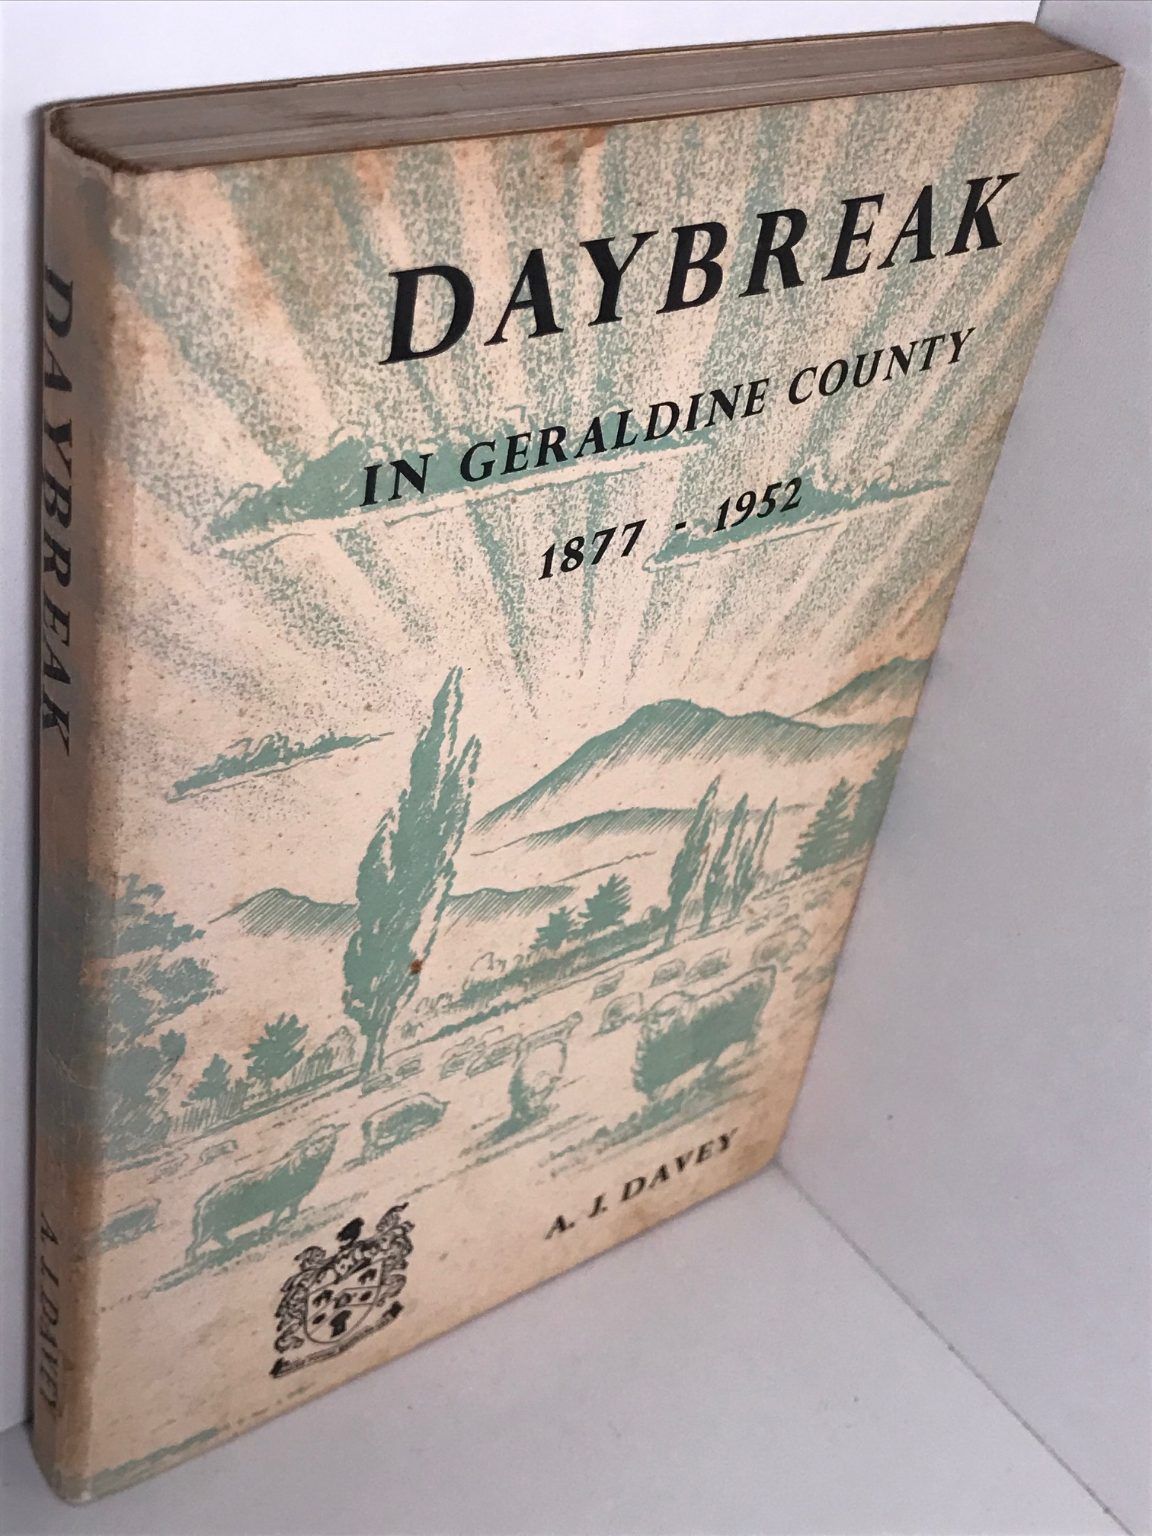 DAYBREAK
IN GERALDINE COUNTY
1877 - 1952
A. J. DAVEY
DAYBREAK
A. J. DAVEY